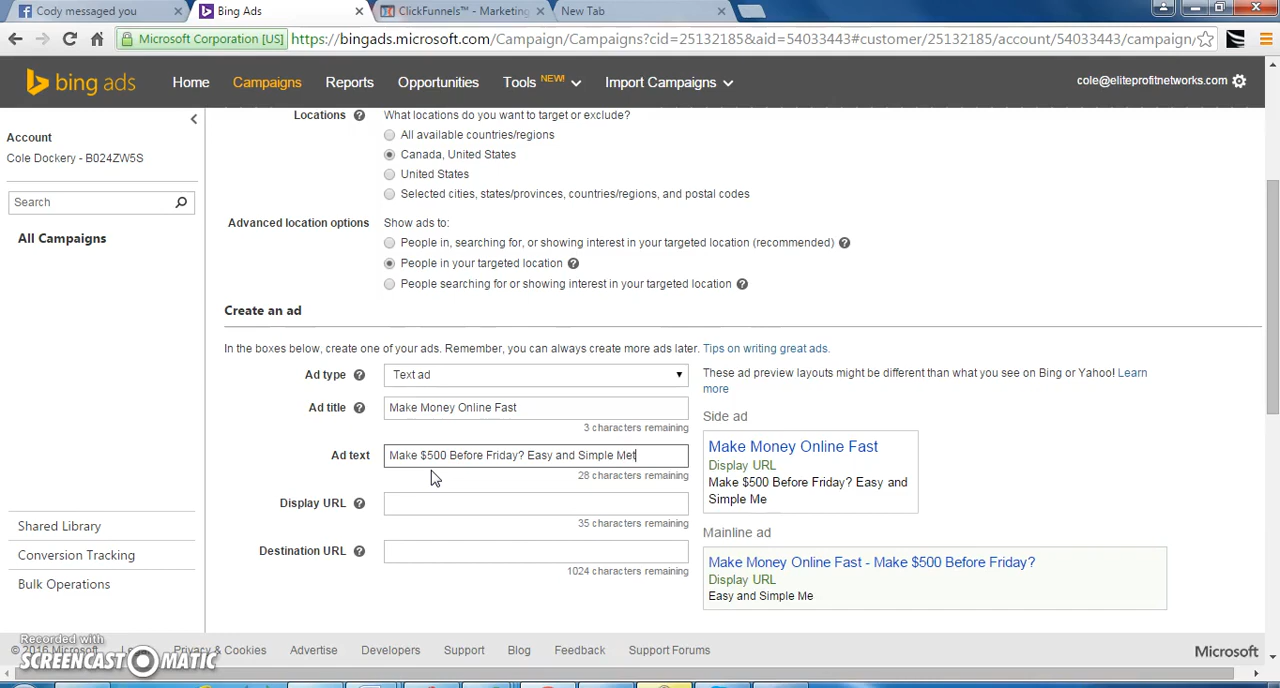 Cody messaged you
Bing Ads
ClickFunnels™ - Marketing
New Tab
Microsoft Corporation [US]
https://bingads.microsoft.com/Campaign/Campaigns?cid=25132185&aid=54033443#customer/25132185/account/54033443/campaign/
bing ads
Home
Campaigns
Reports
Opportunities
Tools NEW!
Import Campaigns
cole@eliteprofitnetworks.com
Account
Cole Dockery - B024ZW5S
Search
All Campaigns
Shared Library
Conversion Tracking
Bulk Operations
Locations
What locations do you want to target or exclude?
All available countries/regions
Canada, United States
United States
Selected cities, states/provinces, countries/regions, and postal codes
Advanced location options
Show ads to:
People in, searching for, or showing interest in your targeted location (recommended)
People in your targeted location
People searching for or showing interest in your targeted location
Create an ad
In the boxes below, create one of your ads. Remember, you can always create more ads later. Tips on writing great ads.
Ad type
Text ad
Ad title
Make Money Online Fast
3 characters remaining
Ad text
Make $500 Before Friday? Easy and Simple Met
28 characters remaining
Display URL
35 characters remaining
Destination URL
1024 characters remaining
These ad preview layouts might be different than what you see on Bing or Yahoo! Learn
more
Side ad
Make Money Online Fast
Display URL
Make $500 Before Friday? Easy and
Simple Me
Mainline ad
Make Money Online Fast - Make $500 Before Friday?
Display URL
Easy and Simple Me
Recorded with
SCREENCAST MATIC
© 2016 Microsoft
Privacy & Cookies
Advertise
Developers
Support
Blog
Feedback
Support Forums
Microsoft